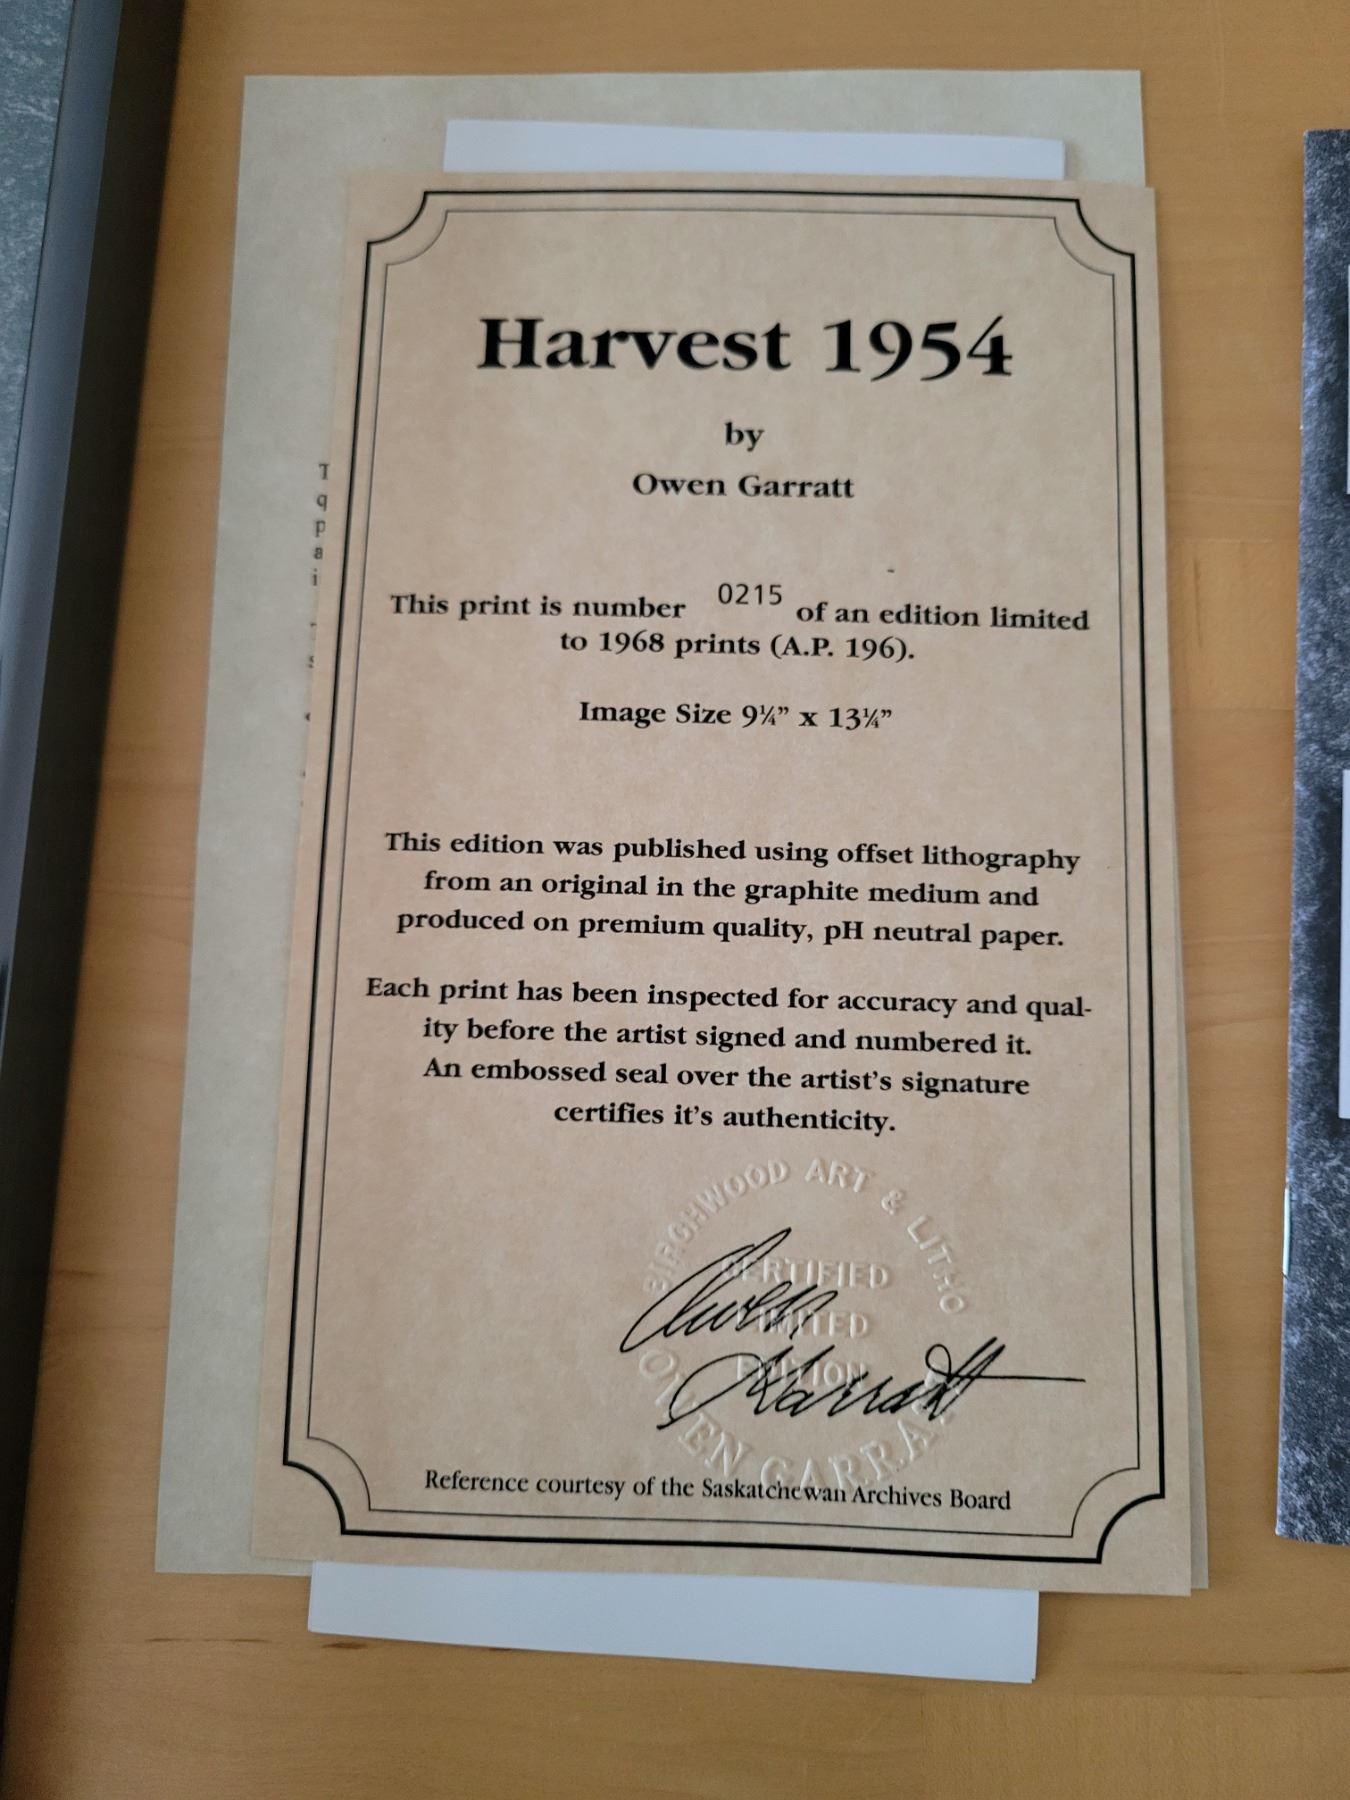 Harvest 1954
by
Owen Garratt
This print is number 0215 of an edition limited
to 1968 prints (A.P. 196).
Image Size 9¼” x 13¼”
This edition was published using offset lithography
from an original in the graphite medium and
produced on premium quality, pH neutral paper.
Each print has been inspected for accuracy and qual-
ity before the artist signed and numbered it.
An embossed seal over the artist’s signature
certifies it’s authenticity.
BIRCHWOOD ART & LITHO
CERTIFIED
LIMITED
EDITION
OWEN GARRATT
Owen
Garratt
Reference courtesy of the Saskatchewan Archives Board
T
q
p
a
i